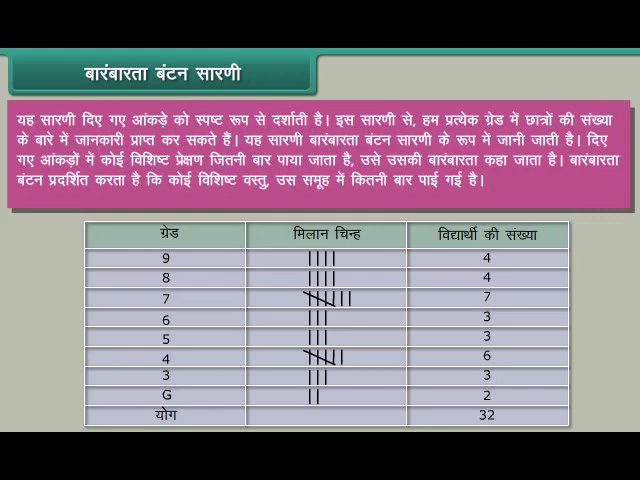 बारंबारता बंटन सारणी
यह सारणी दिए गए आंकड़े को स्पष्ट रूप से दर्शाती है। इस सारणी से, हम प्रत्येक ग्रेड में छात्रों की संख्या
के बारे में जानकारी प्राप्त कर सकते हैं। यह सारणी बारंबारता बंटन सारणी के रूप में जानी जाती है। दिए
गए आंकड़ों में कोई विशिष्ट प्रेक्षण जितनी बार पाया जाता है, उसे उसकी बारंबारता कहा जाता है। बारंबारता
बंटन प्रदर्शित करता है कि कोई विशिष्ट वस्तु, उस समूह में कितनी बार पाई गई है।
ग्रेड मिलान चिन्ह विद्यार्थी की संख्या
9 |||| 4
8 |||| 4
7 7
6 ||| 3
5 ||| 3
4 6
3 ||| 3
G || 2
योग 32